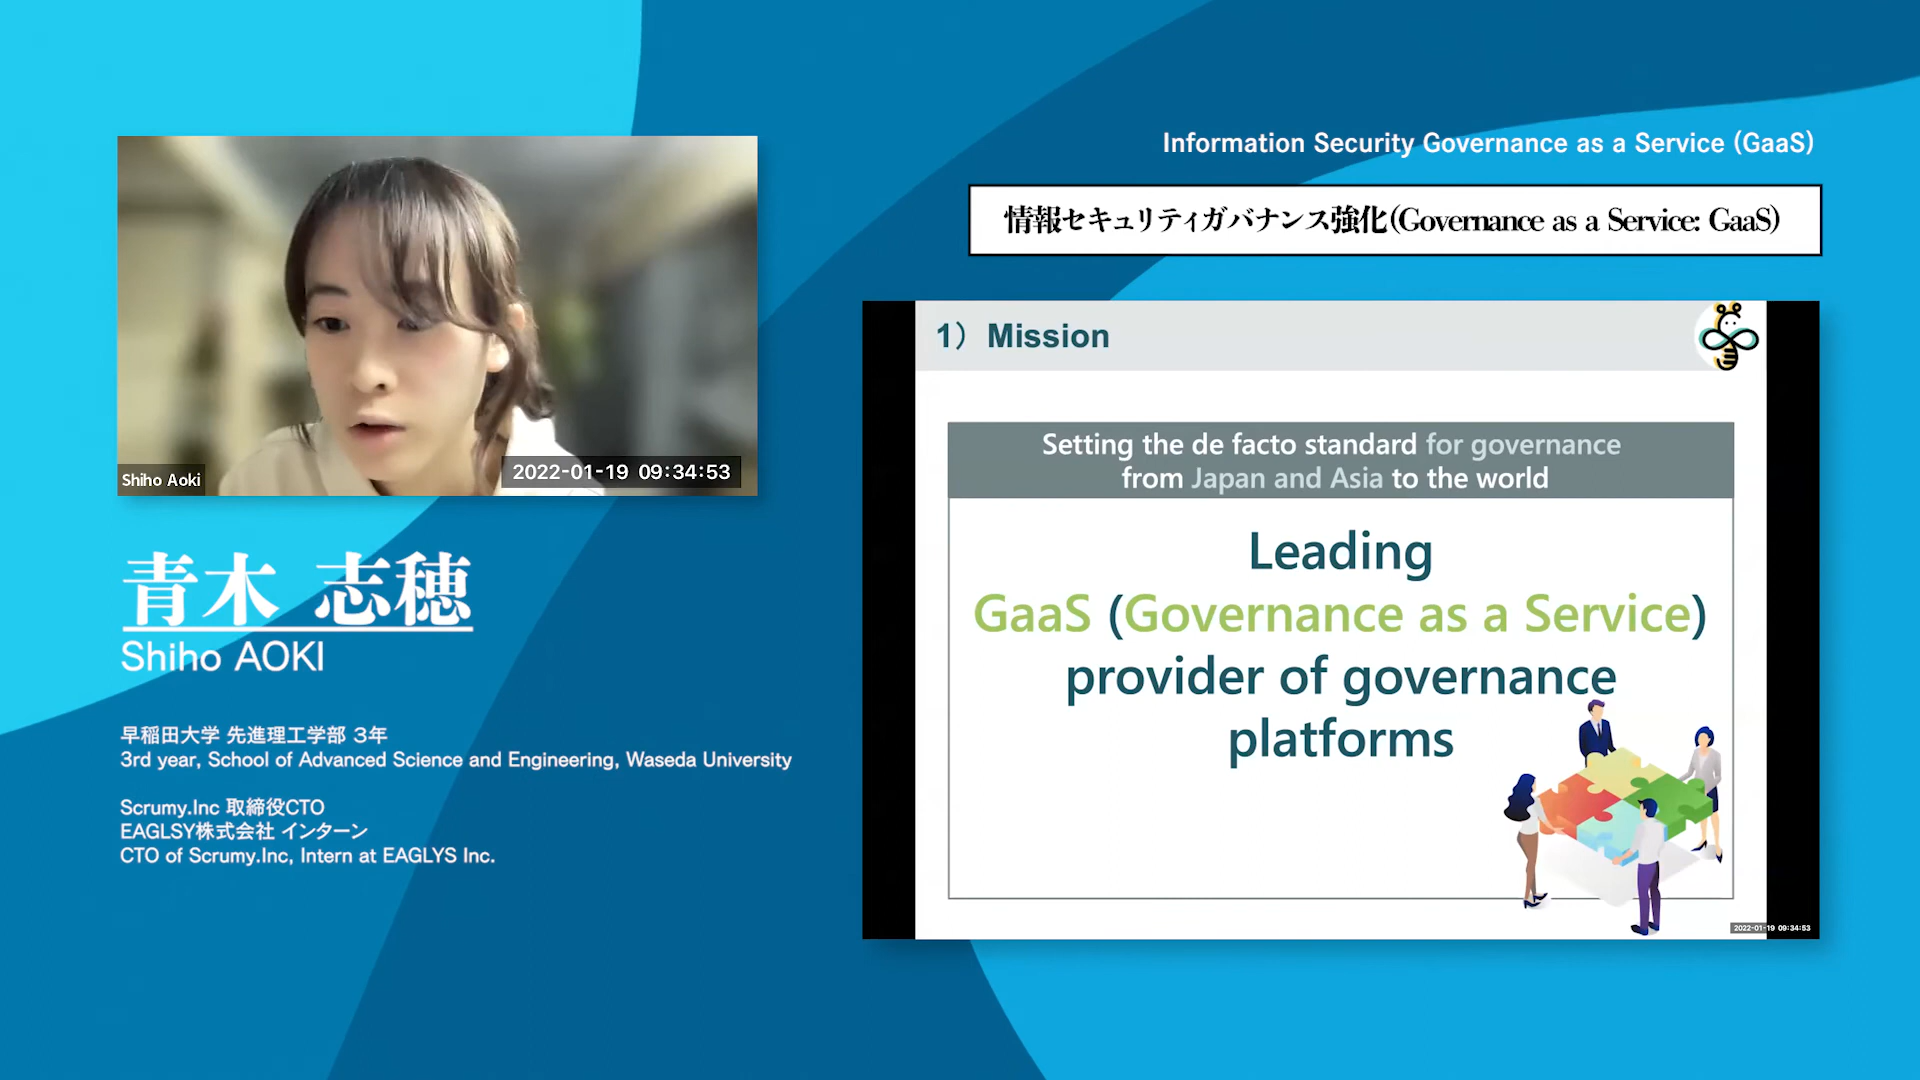 Information Security Governance as a Service (GaaS)
情報セキュリティガバナンス強化(Governance as a Service: GaaS)
Shiho Aoki
2022-01-19 09:34:53
青木 志穂
Shiho AOKI
早稲田大学 先進理工学部 3年
3rd year, School of Advanced Science and Engineering, Waseda University
Scrumy.Inc 取締役CTO
EAGLSY株式会社 インターン
CTO of Scrumy.Inc, Intern at EAGLYS Inc.
1） Mission
Setting the de facto standard for governance
from Japan and Asia to the world
Leading
GaaS (Governance as a Service)
provider of governance
platforms
2022-01-19 09:34:53